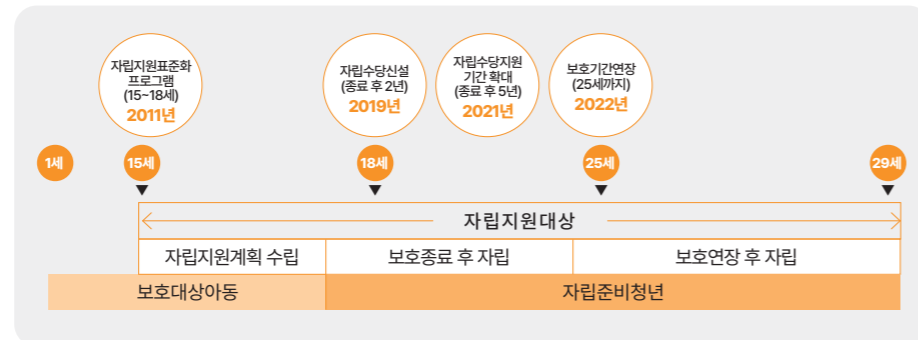 자립지원표준화
프로그램
(15~18세)
2011년
자립수당신설
(종료 후 2년)
2019년
자립수당지원
기간 확대
(종료 후 5년)
2021년
보호기간연장
(25세까지)
2022년
1세
15세
18세
25세
29세
자립지원대상
자립지원계획 수립
보호종료 후 자립
보호연장 후 자립
보호대상아동
자립준비청년